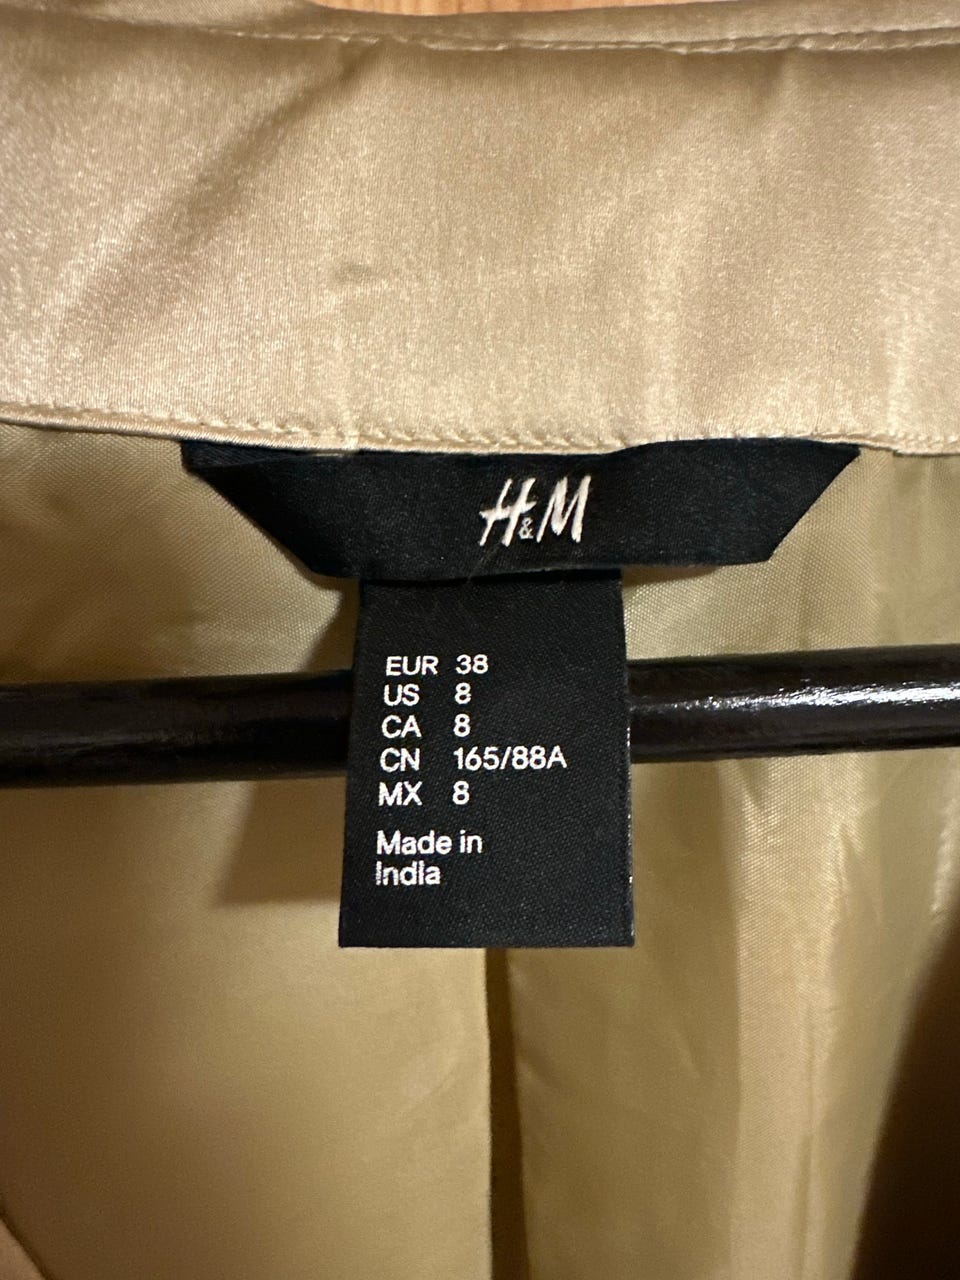 H&M
EUR 38
US 8
CA 8
CN 165/88A
MX 8
Made in
India